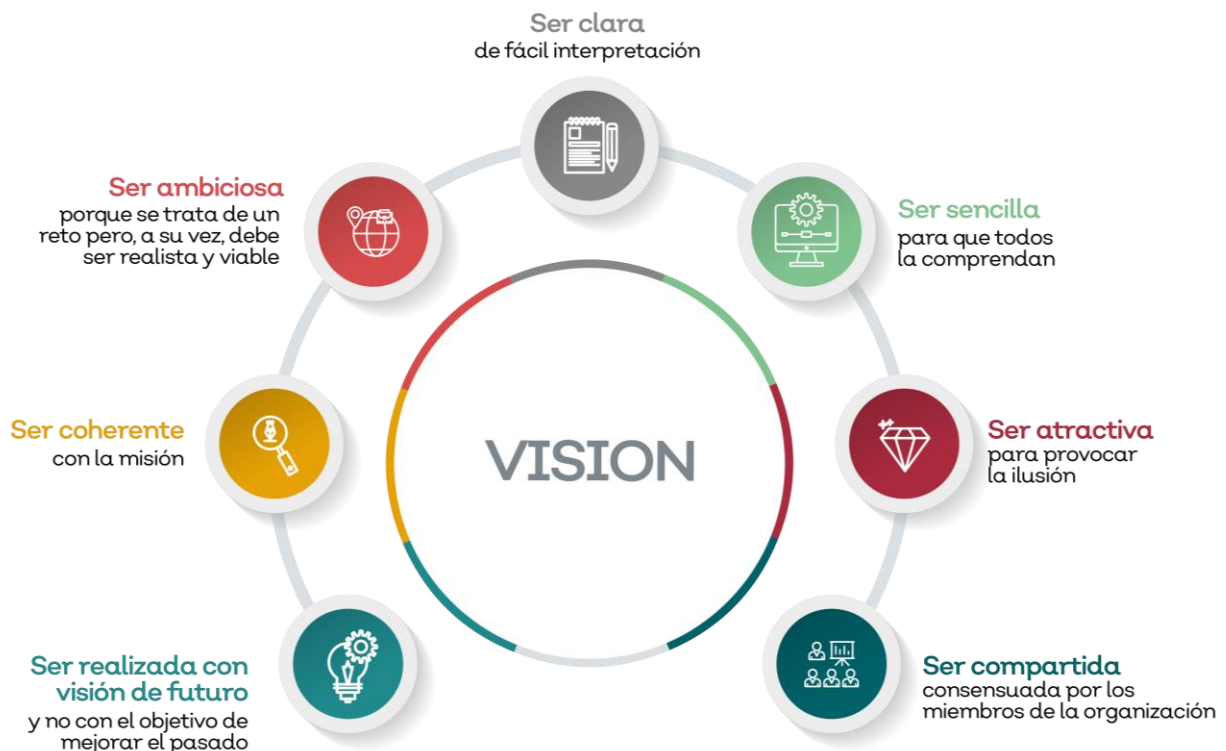 Ser clara
de fácil interpretación
Ser ambiciosa
porque se trata de un
reto pero, a su vez, debe
ser realista y viable
Ser sencilla
para que todos
la comprendan
Ser coherente
con la misión
VISION
Ser atractiva
para provocar
la ilusión
Ser realizada con
visión de futuro
y no con el objetivo de
mejorar el pasado
Ser compartida
consensuada por los
miembros de la organización